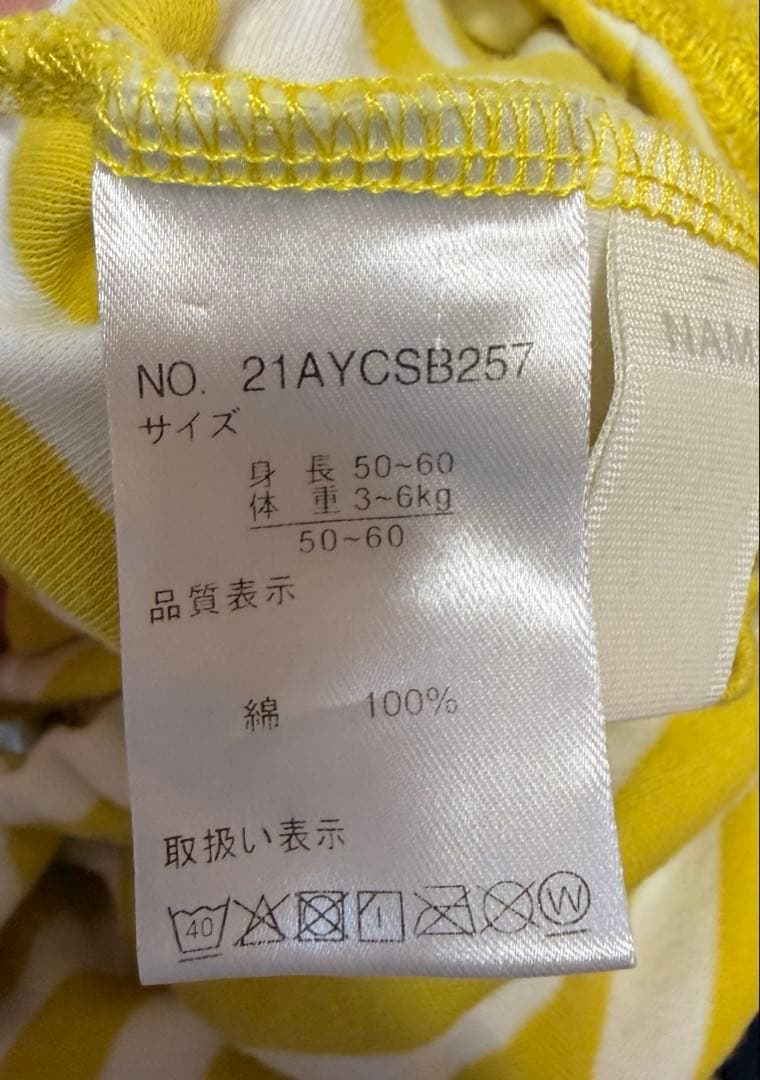 NO. 21AYCSB257
サイズ
身 長 50~60
体 重 3~6kg
50~60
品質表示
綿 100%
取扱い表示
40 W
NAM